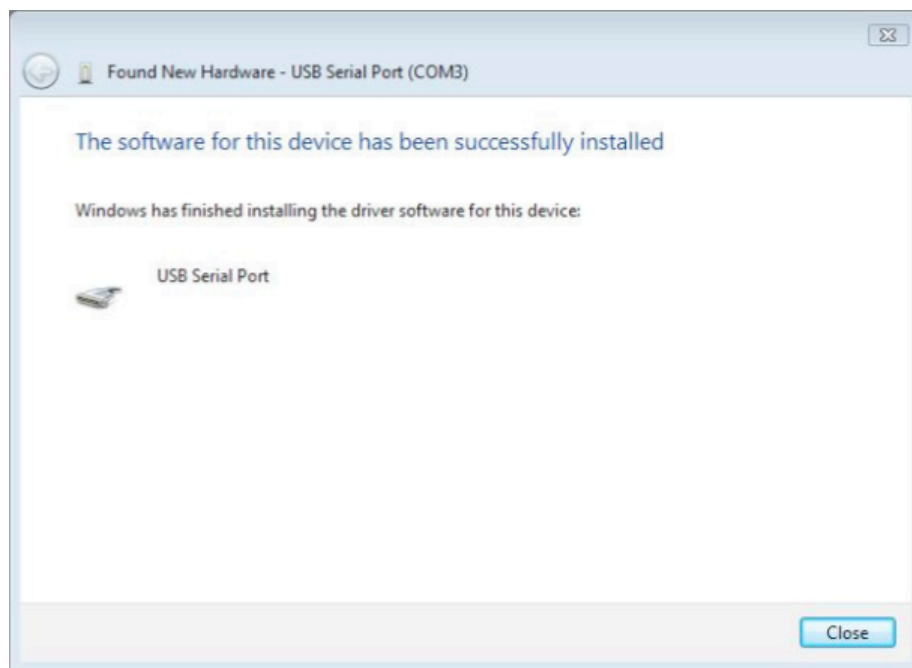 Found New Hardware - USB Serial Port (COM3)
The software for this device has been successfully installed
Windows has finished installing the driver software for this device:
USB Serial Port
Close